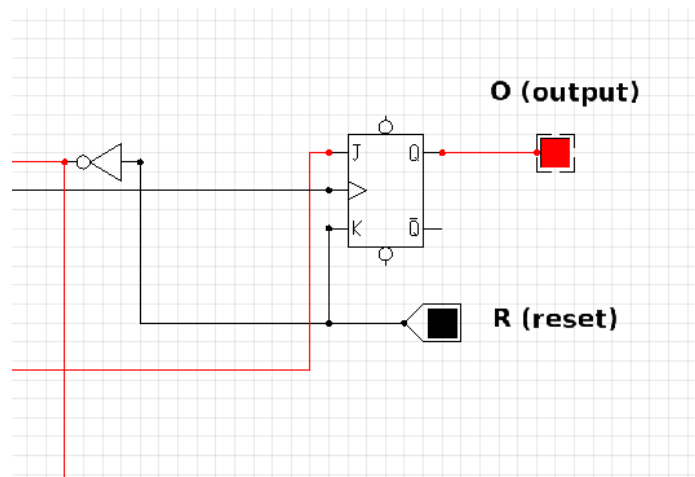 O (output)
J
Q
K
Q̅
R (reset)